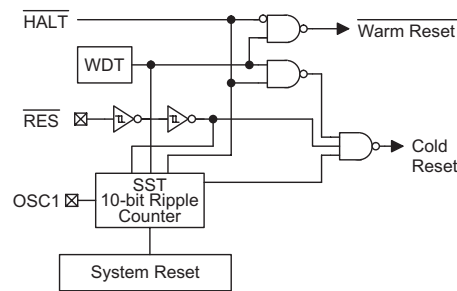 HALT
Warm Reset
WDT
RES
Cold
Reset
SST
10-bit Ripple
Counter
OSC1
System Reset